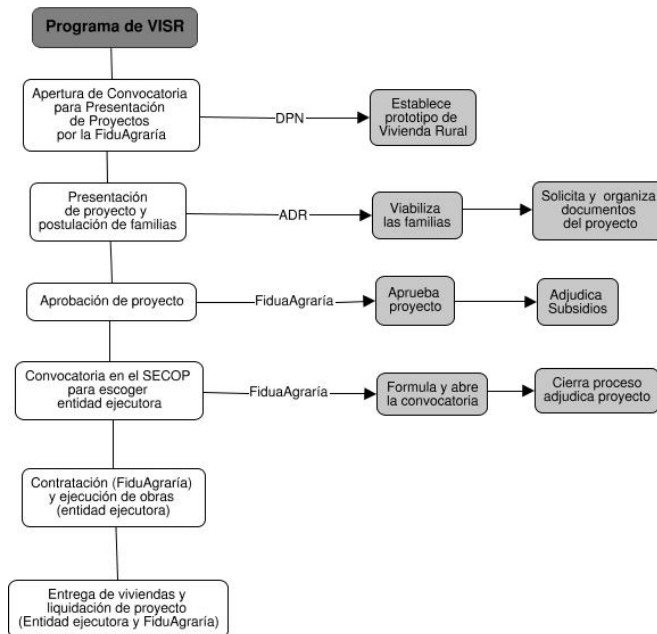 Programa de VISR
Apertura de Convocatoria
para Presentación
de Proyectos
por la FiduAgraría
DPN
Establece
prototipo de
Vivienda Rural
Presentación
de proyecto y
postulación de familias
ADR
Viabiliza
las familias
Solicita y organiza
documentos
del proyecto
Aprobación de proyecto
FiduaAgraría
Aprueba
proyecto
Adjudica
Subsidios
Convocatoria en el SECOP
para escoger
entidad ejecutora
FiduaAgraría
Formula y abre
la convocatoria
Cierra proceso
adjudica proyecto
Contratación (FiduAgraría)
y ejecución de obras
(entidad ejecutora)
Entrega de viviendas y
liquidación de proyecto
(Entidad ejecutora y FiduAgraría)